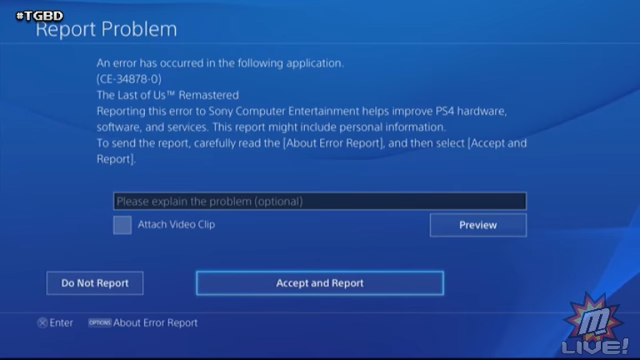 #TGBD
Report Problem
An error has occurred in the following application.
(CE-34878-0)
The Last of Us™ Remastered
Reporting this error to Sony Computer Entertainment helps improve PS4 hardware,
software, and services. This report might include personal information.
To send the report, carefully read the [About Error Report], and then select [Accept and
Report].
Please explain the problem (optional)
Attach Video Clip
Preview
Do Not Report
Accept and Report
Enter
OPTIONS About Error Report
M
LIVE!